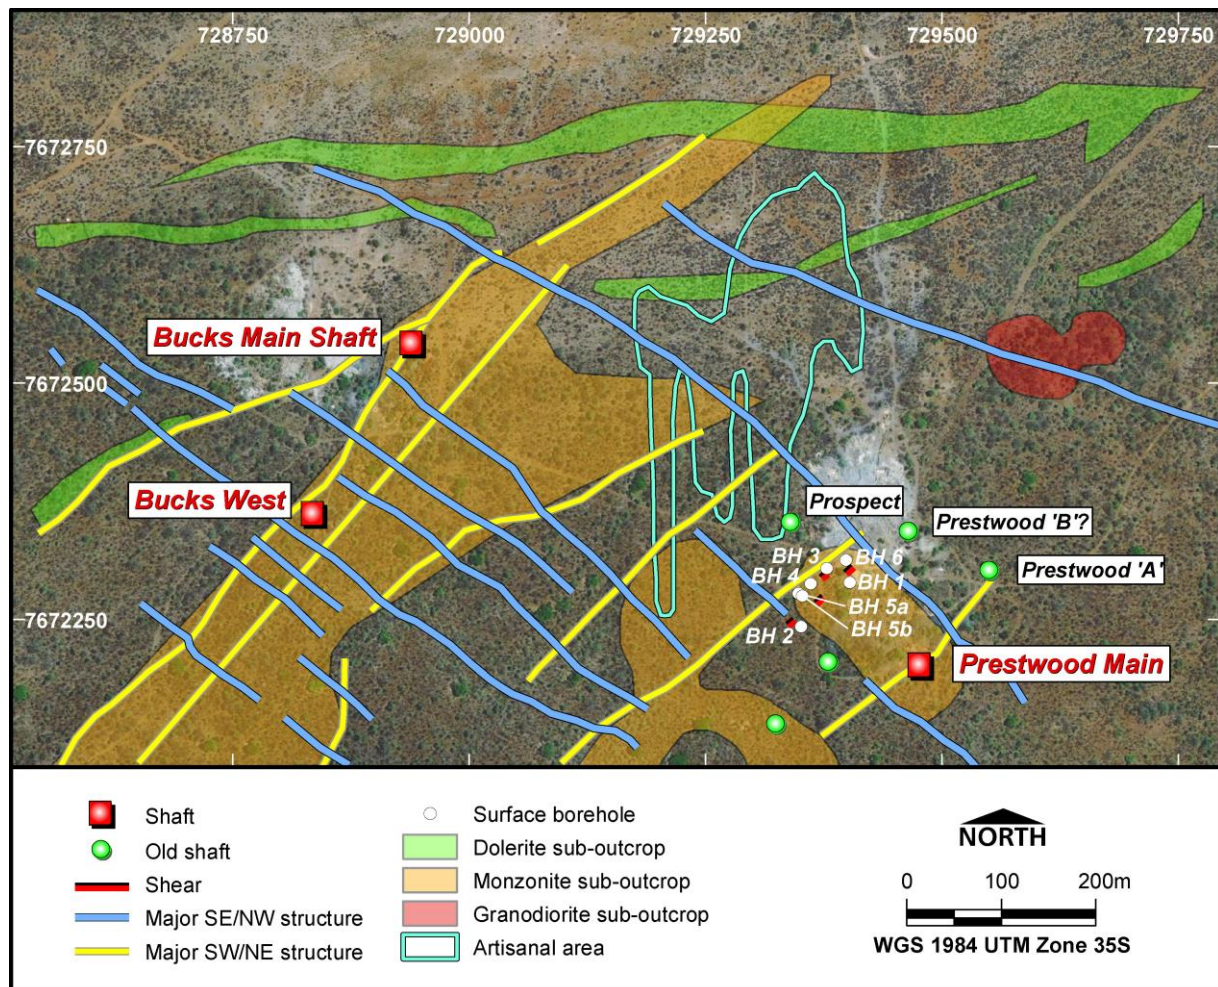 728750 729000 729250 729500 729750
7672750
Bucks Main Shaft
7672500
Bucks West
Prospect
Prestwood 'B'?
BH 3
BH 6
BH 4
BH 1
Prestwood 'A'
BH 5a
7672250
BH 5b
BH 2
Prestwood Main
Shaft
Old shaft
Shear
Major SE/NW structure
Major SW/NE structure
Surface borehole
Dolerite sub-outcrop
Monzonite sub-outcrop
Granodiorite sub-outcrop
Artisanal area
NORTH
0 100 200m
WGS 1984 UTM Zone 35S